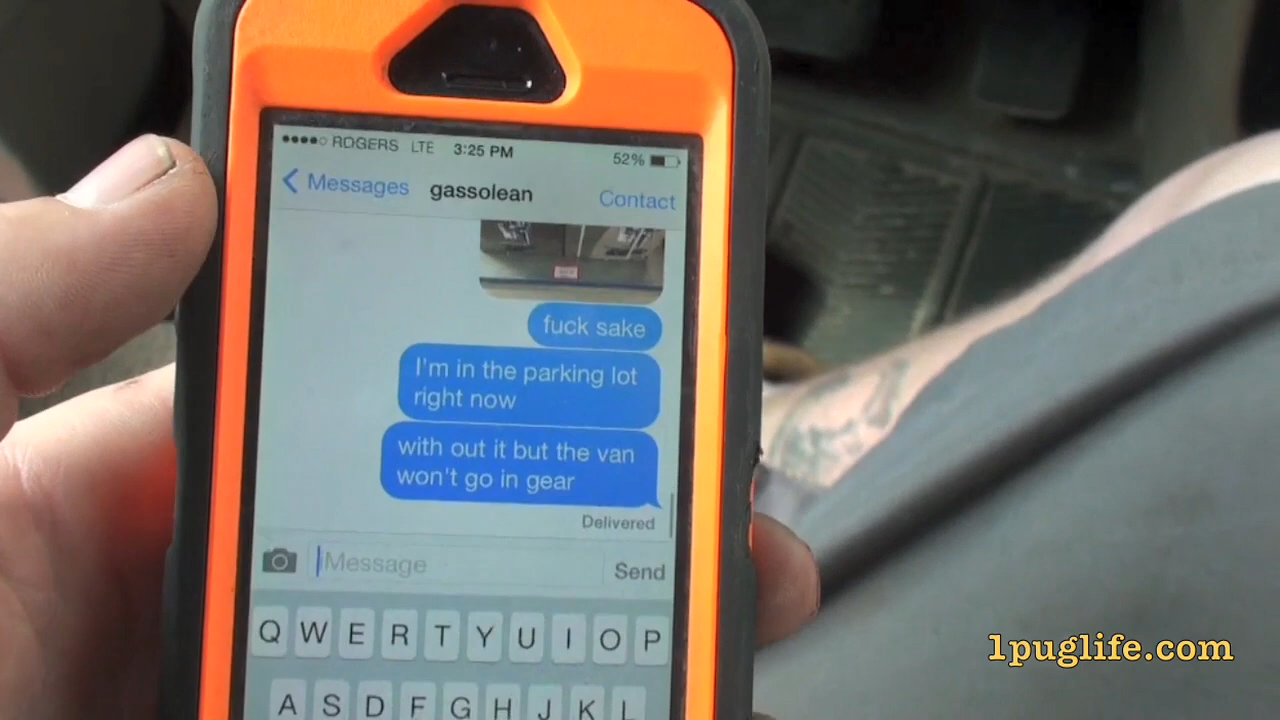 ROGERS LTE 3:25 PM 52%
Messages gassolean Contact
fuck sake
I'm in the parking lot
right now
with out it but the van
won't go in gear
Delivered
iMessage Send
Q W E R T Y U I O P
A S D F G H J K L
1puglife.com